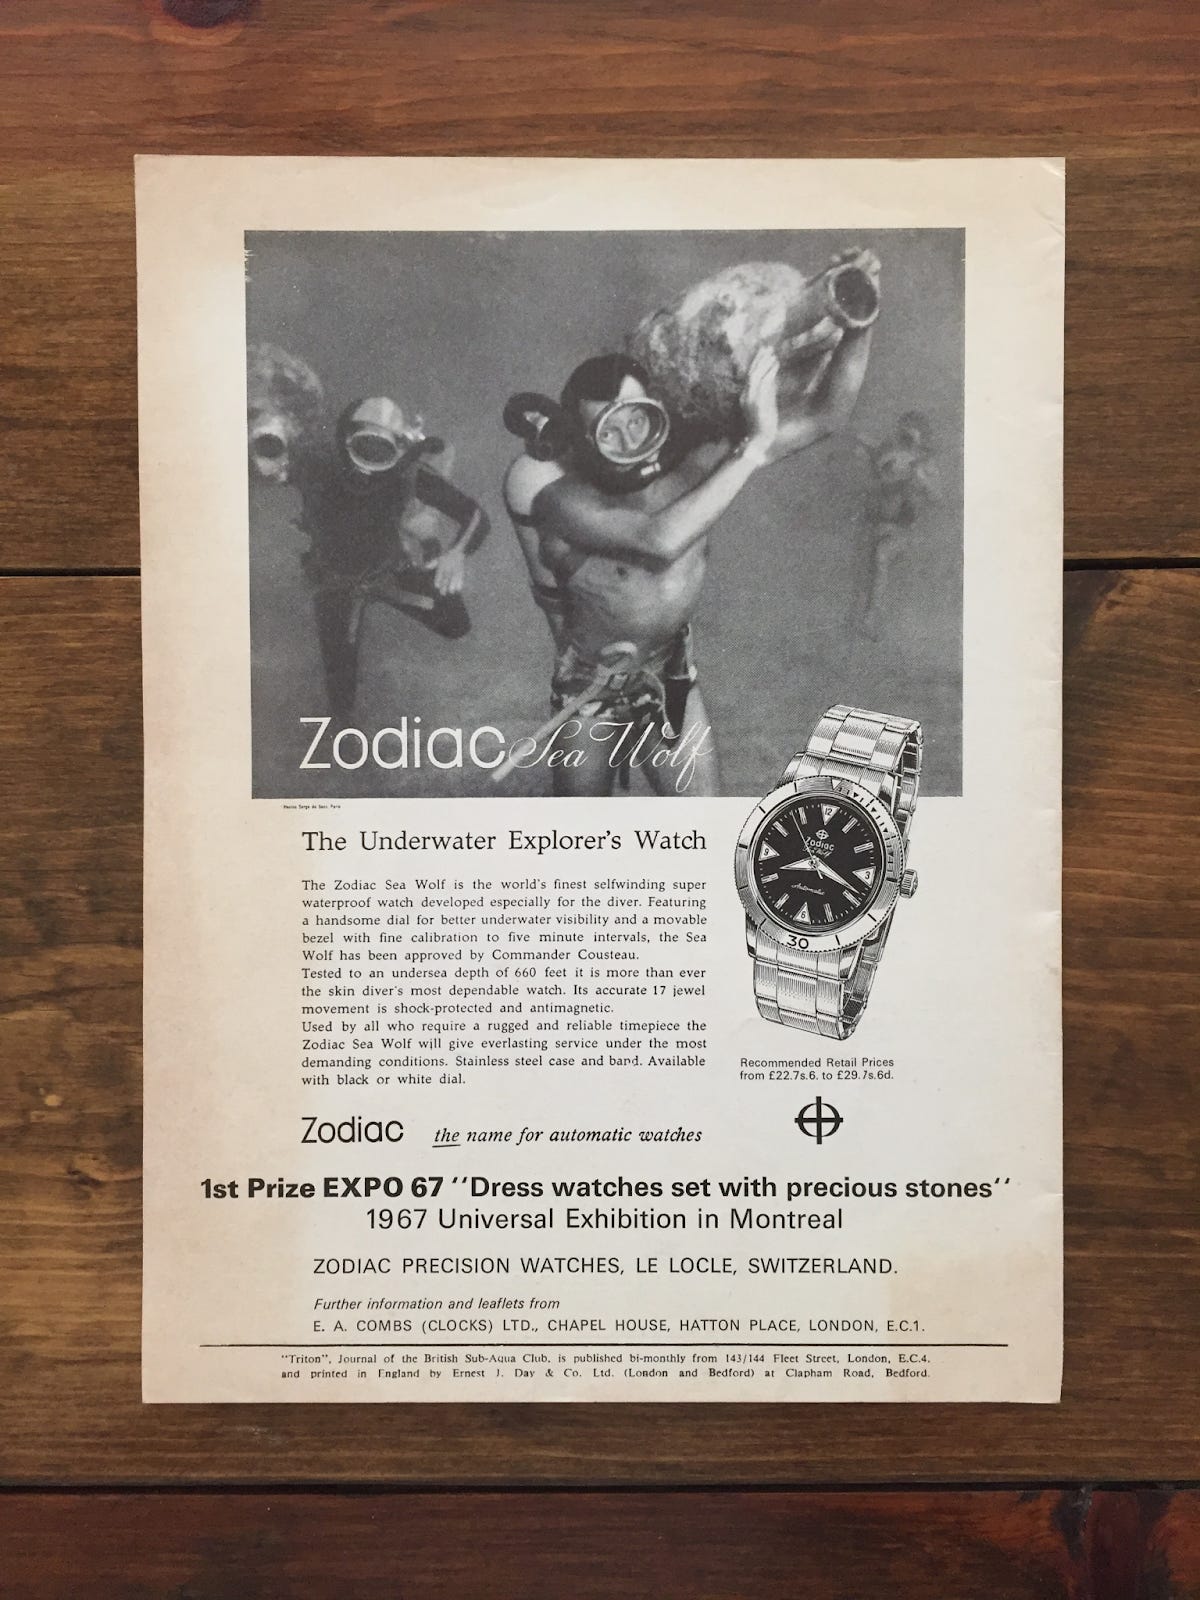 Zodiac Sea Wolf
The Underwater Explorer's Watch
The Zodiac Sea Wolf is the world's finest selfwinding super
waterproof watch developed especially for the diver. Featuring
a handsome dial for better underwater visibility and a movable
bezel with fine calibration to five minute intervals, the Sea
Wolf has been approved by Commander Cousteau.
Tested to an undersea depth of 660 feet it is more than ever
the skin diver's most dependable watch. Its accurate 17 jewel
movement is shock-protected and antimagnetic.
Used by all who require a rugged and reliable timepiece the
Zodiac Sea Wolf will give everlasting service under the most
demanding conditions. Stainless steel case and band. Available
with black or white dial.
12
Zodiac
Sea Wolf
9
3
Automatic
6
30
Recommended Retail Prices
from £22.7s.6. to £29.7s.6d.
Zodiac the name for automatic watches
1st Prize EXPO 67 ''Dress watches set with precious stones''
1967 Universal Exhibition in Montreal
ZODIAC PRECISION WATCHES, LE LOCLE, SWITZERLAND.
Further information and leaflets from
E. A. COMBS (CLOCKS) LTD., CHAPEL HOUSE, HATTON PLACE, LONDON, E.C.1.
"Triton", Journal of the British Sub-Aqua Club, is published bi-monthly from 143/144 Fleet Street, London, E.C.4.
and printed in England by Ernest J. Day & Co. Ltd. (London and Bedford) at Clapham Road, Bedford.